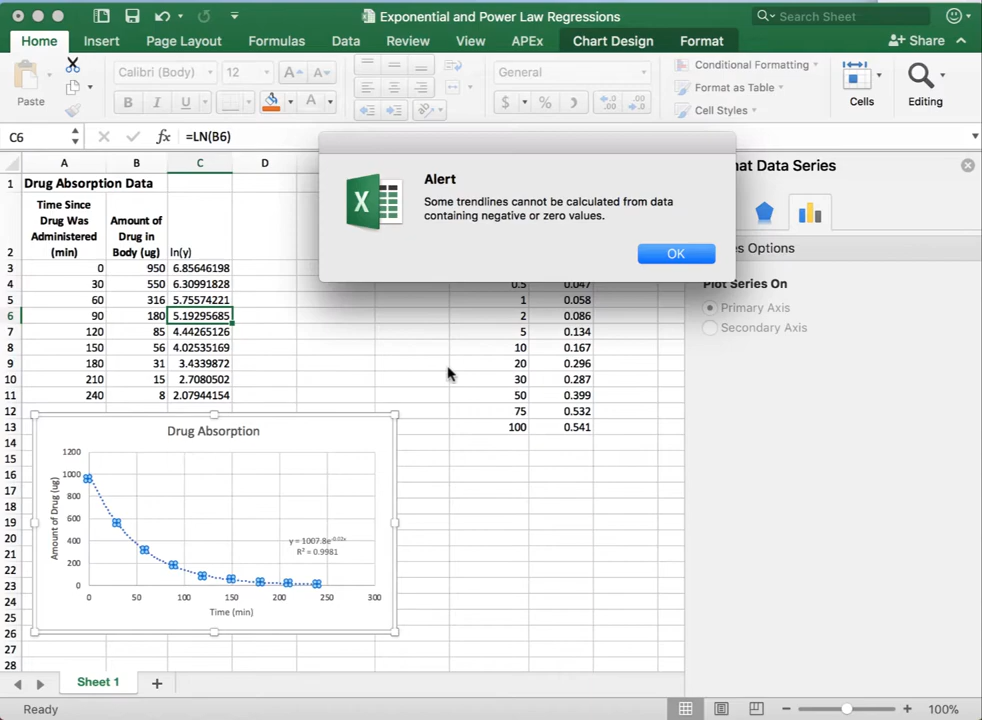 Exponential and Power Law Regressions
Search Sheet
Home Insert Page Layout Formulas Data Review View APEx Chart Design Format Share
Paste
Calibri (Body) 12 A A
B I U A
General
$ % )
Conditional Formatting
Format as Table
Cell Styles
Cells
Editing
C6 fx =LN(B6)
Alert
Some trendlines cannot be calculated from data
containing negative or zero values.
OK
at Data Series
Options
Plot Series On
Primary Axis
Secondary Axis
A B C D
1 Drug Absorption Data
2 Time Since Drug Was Administered (min) Amount of Drug in Body (ug) ln(y)
3 0 950 6.85646198
4 30 550 6.30991828 0.5 0.047
5 60 316 5.75574221 1 0.058
6 90 180 5.19295685 2 0.086
7 120 85 4.44265126 5 0.134
8 150 56 4.02535169 10 0.167
9 180 31 3.4339872 20 0.296
10 210 15 2.7080502 30 0.287
11 240 8 2.07944154 50 0.399
12 75 0.532
13 100 0.541
14
15
16
17
18
19
20
21
22
23
24
25
26
27
28
Drug Absorption
Amount of Drug (ug)
1200
1000
800
600
400
200
0
y = 1007.8e^-0.02x
R² = 0.9981
0 50 100 150 200 250 300
Time (min)
Sheet 1 +
Ready
100%